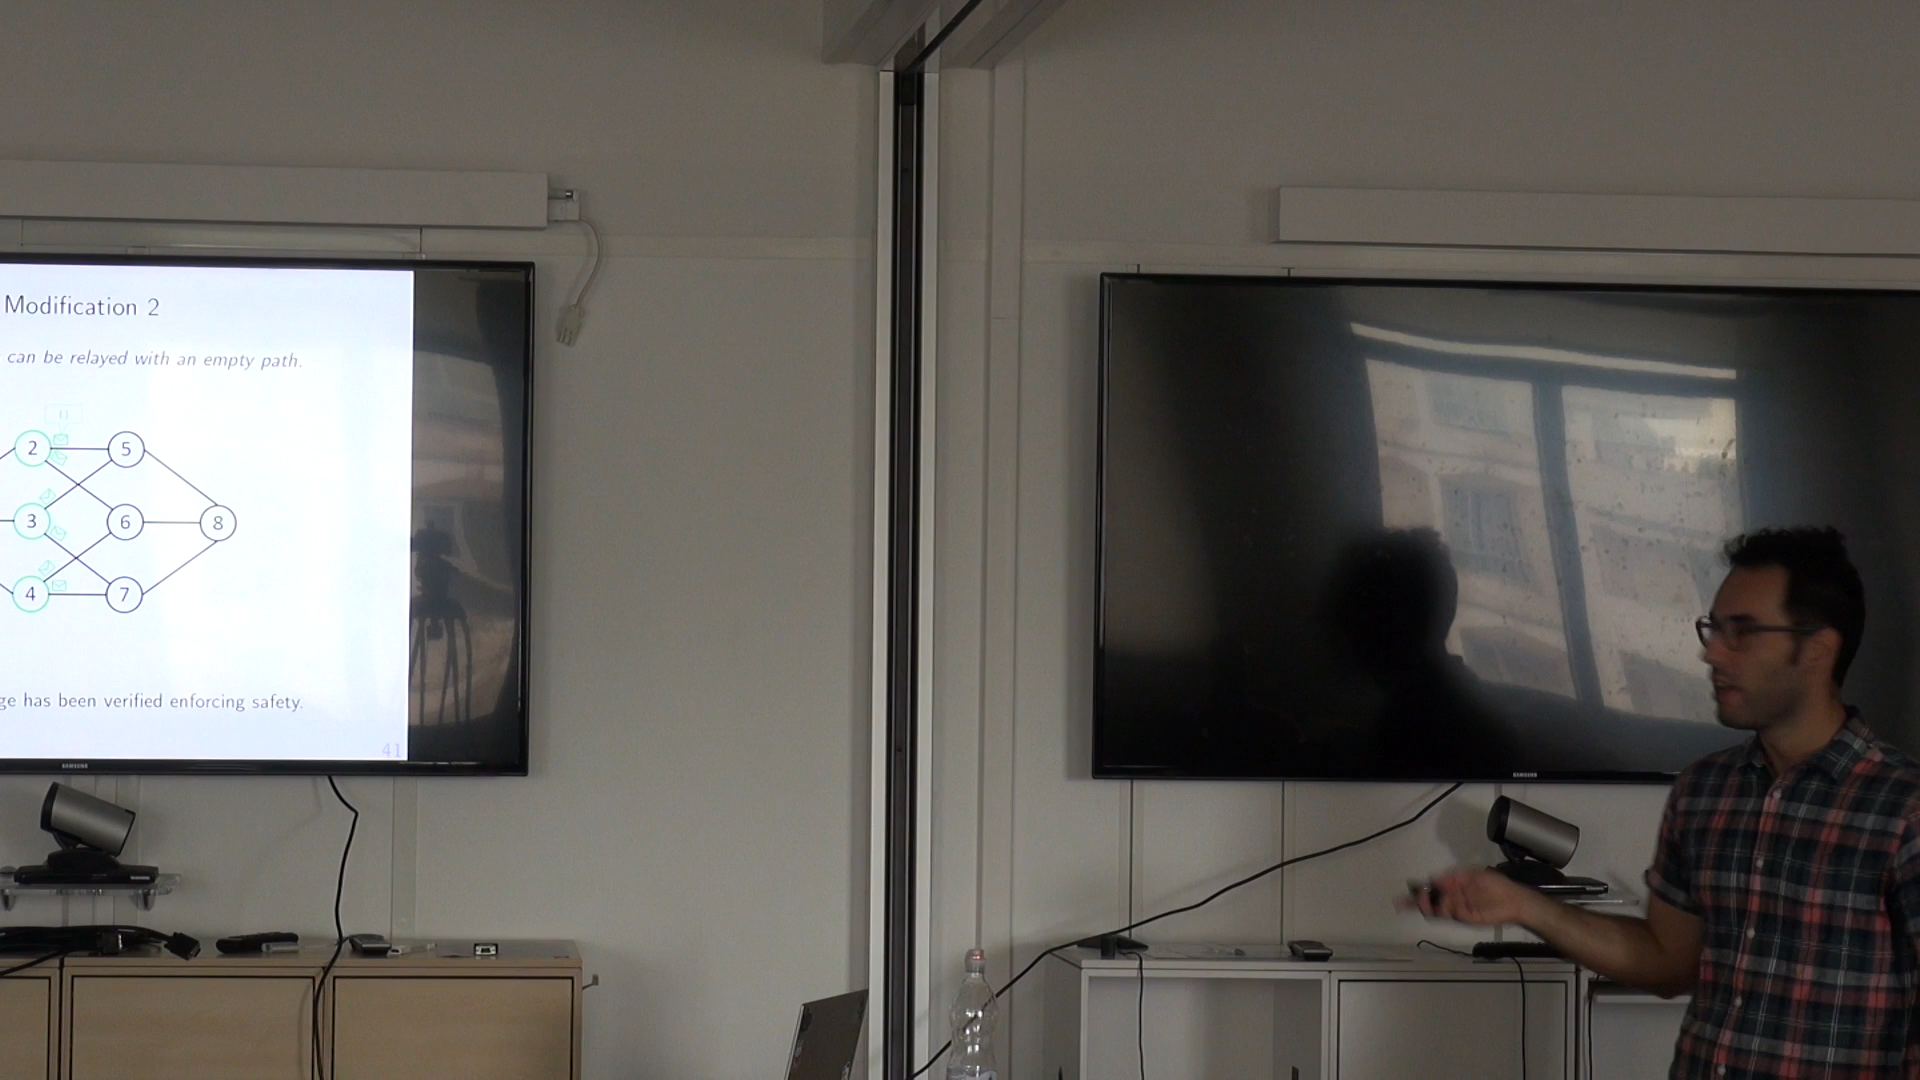 Modification 2
can be relayed with an empty path.
2 5
3 6 8
4 7
has been verified enforcing safety.
41
SAMSUNG
SAMSUNG